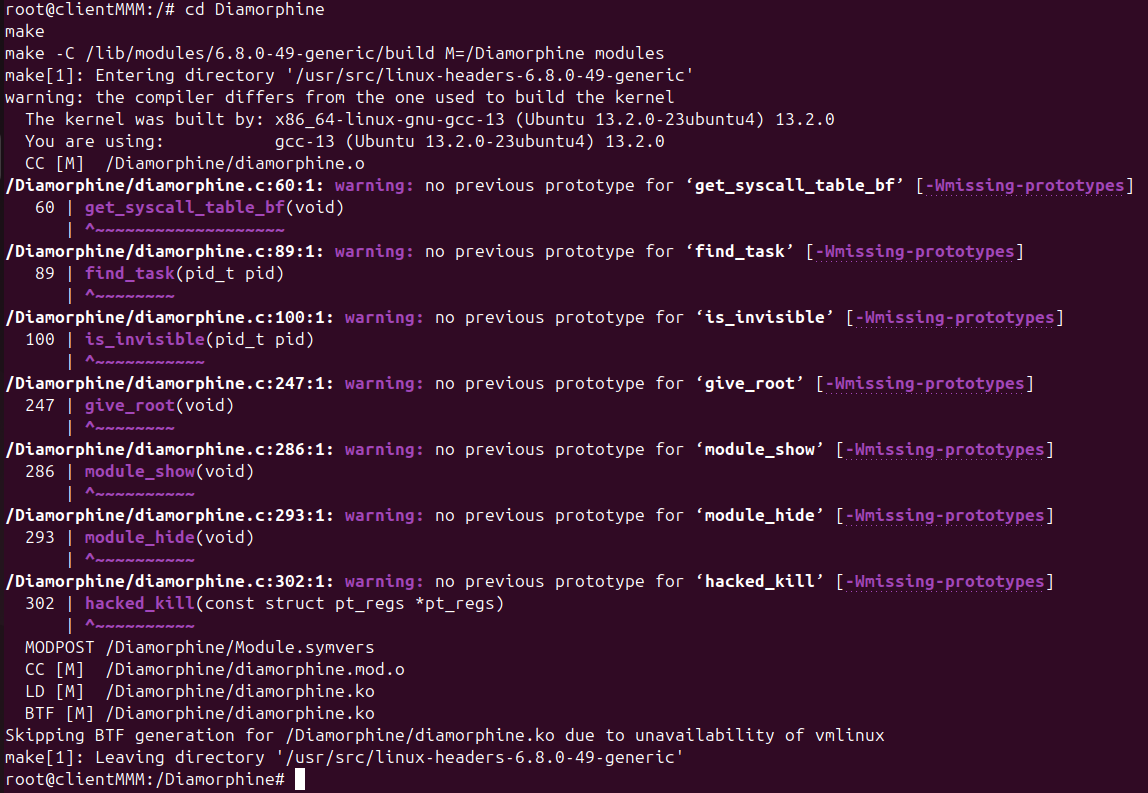 root@clientMMM:/# cd Diamorphine
make
make -C /lib/modules/6.8.0-49-generic/build M=/Diamorphine modules
make[1]: Entering directory '/usr/src/linux-headers-6.8.0-49-generic'
warning: the compiler differs from the one used to build the kernel
  The kernel was built by: x86_64-linux-gnu-gcc-13 (Ubuntu 13.2.0-23ubuntu4) 13.2.0
  You are using:           gcc-13 (Ubuntu 13.2.0-23ubuntu4) 13.2.0
  CC [M]  /Diamorphine/diamorphine.o
/Diamorphine/diamorphine.c:60:1: warning: no previous prototype for ‘get_syscall_table_bf’ [-Wmissing-prototypes]
   60 | get_syscall_table_bf(void)
      | ^~~~~~~~~~~~~~~~~~~~
/Diamorphine/diamorphine.c:89:1: warning: no previous prototype for ‘find_task’ [-Wmissing-prototypes]
   89 | find_task(pid_t pid)
      | ^~~~~~~~~
/Diamorphine/diamorphine.c:100:1: warning: no previous prototype for ‘is_invisible’ [-Wmissing-prototypes]
  100 | is_invisible(pid_t pid)
      | ^~~~~~~~~~~~
/Diamorphine/diamorphine.c:247:1: warning: no previous prototype for ‘give_root’ [-Wmissing-prototypes]
  247 | give_root(void)
      | ^~~~~~~~~
/Diamorphine/diamorphine.c:286:1: warning: no previous prototype for ‘module_show’ [-Wmissing-prototypes]
  286 | module_show(void)
      | ^~~~~~~~~~~
/Diamorphine/diamorphine.c:293:1: warning: no previous prototype for ‘module_hide’ [-Wmissing-prototypes]
  293 | module_hide(void)
      | ^~~~~~~~~~~
/Diamorphine/diamorphine.c:302:1: warning: no previous prototype for ‘hacked_kill’ [-Wmissing-prototypes]
  302 | hacked_kill(const struct pt_regs *pt_regs)
      | ^~~~~~~~~~~
  MODPOST /Diamorphine/Module.symvers
  CC [M]  /Diamorphine/diamorphine.mod.o
  LD [M]  /Diamorphine/diamorphine.ko
  BTF [M] /Diamorphine/diamorphine.ko
Skipping BTF generation for /Diamorphine/diamorphine.ko due to unavailability of vmlinux
make[1]: Leaving directory '/usr/src/linux-headers-6.8.0-49-generic'
root@clientMMM:/Diamorphine#